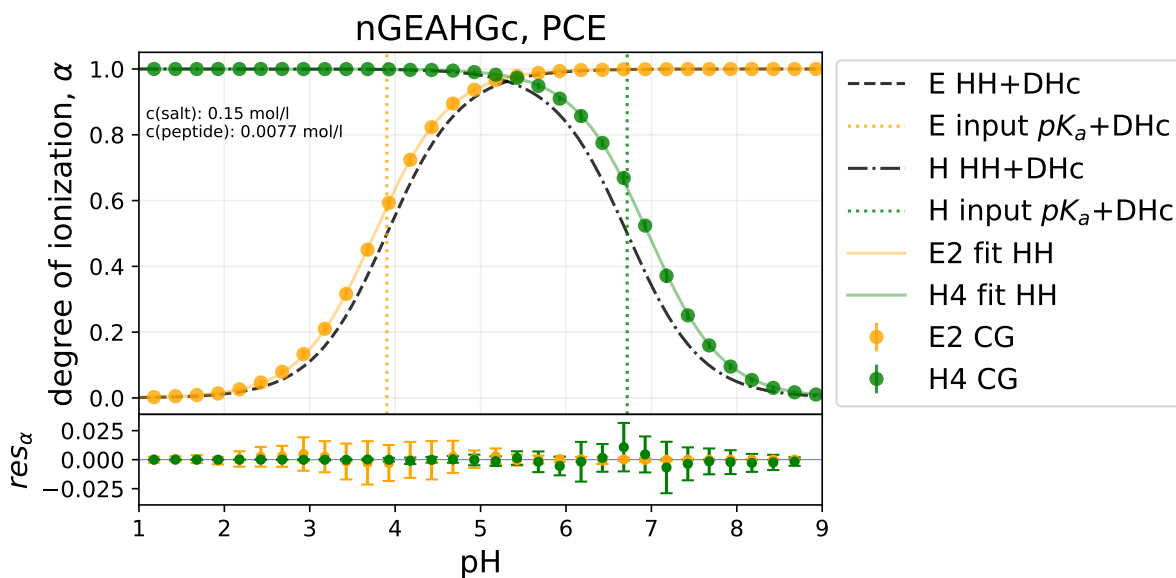 nGEAHGc, PCE
degree of ionization, α
1.0
0.8
0.6
0.4
0.2
0.0
c(salt): 0.15 mol/l
c(peptide): 0.0077 mol/l
E HH+DHc
E input pKₐ+DHc
H HH+DHc
H input pKₐ+DHc
E2 fit HH
H4 fit HH
E2 CG
H4 CG
res_α
0.025
0.000
−0.025
1 2 3 4 5 6 7 8 9
pH